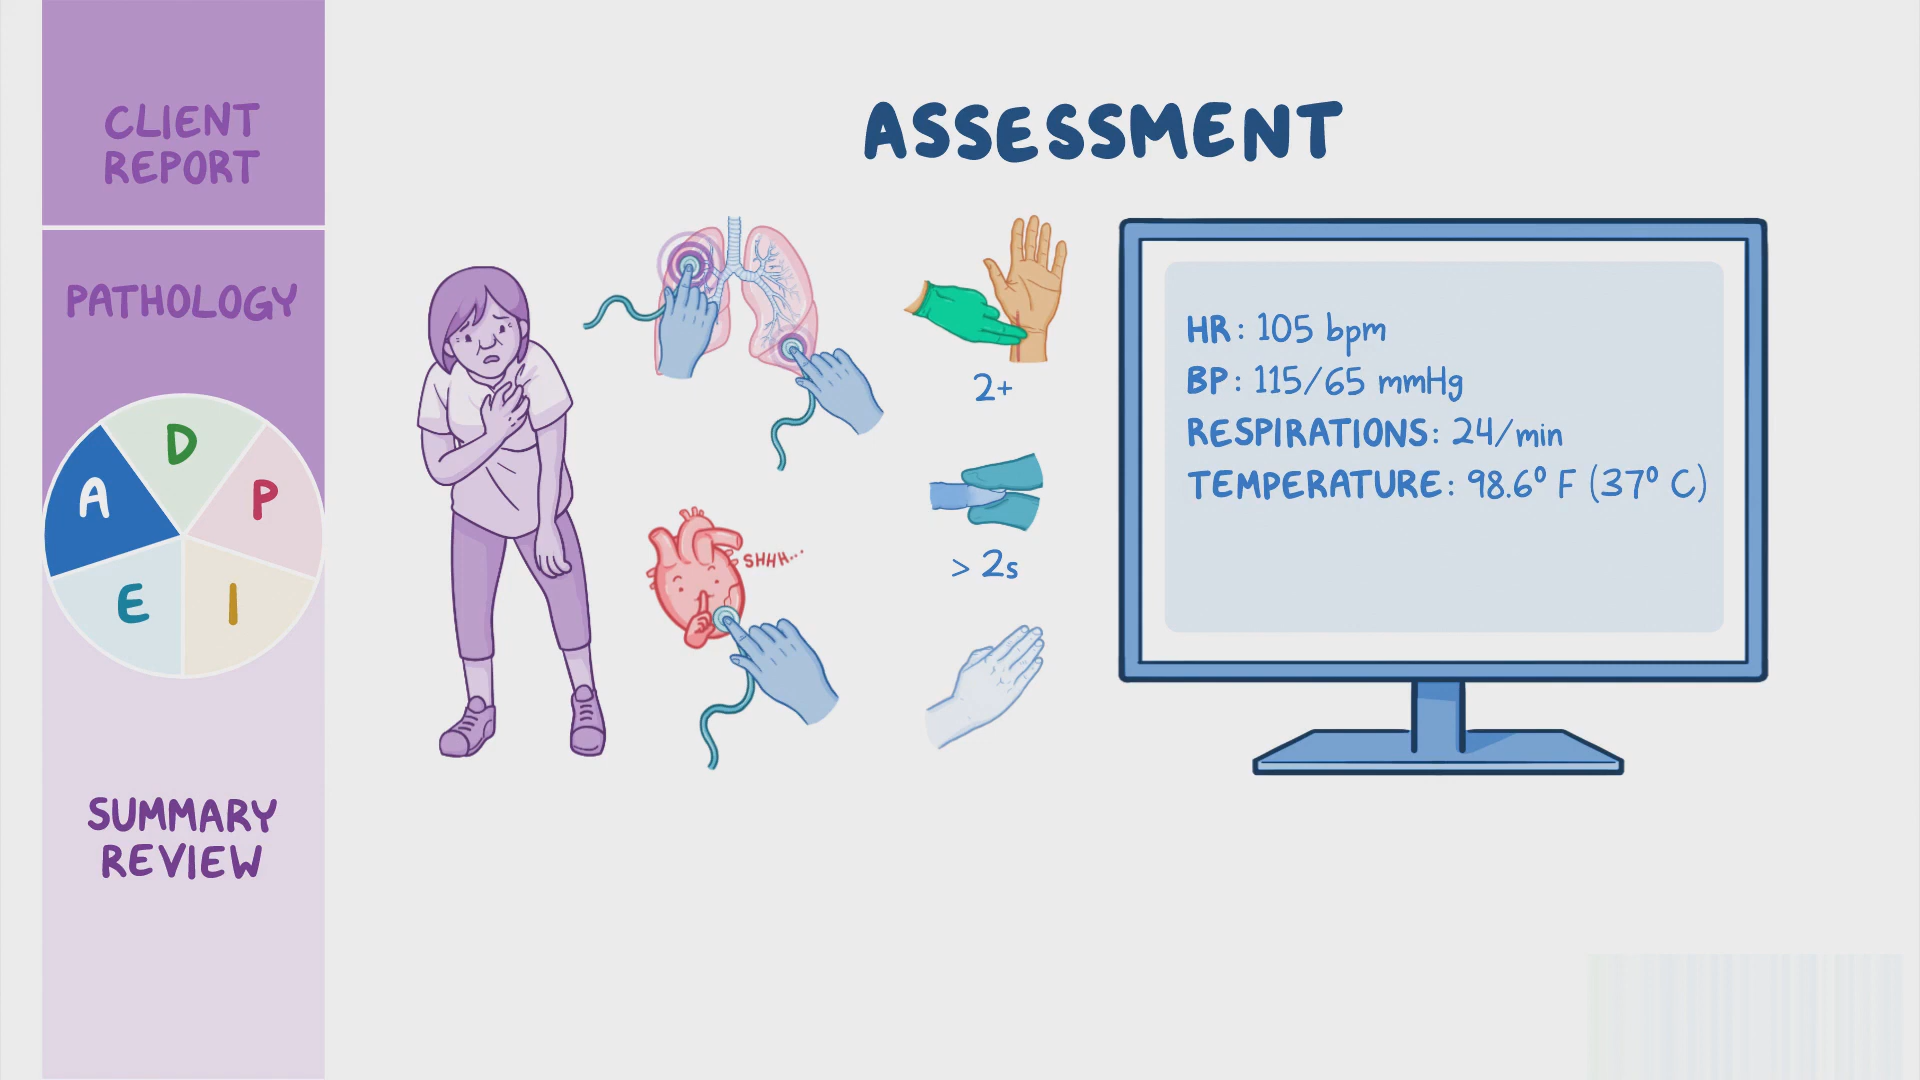 CLIENT
REPORT
PATHOLOGY
A
D
P
E
I
SUMMARY
REVIEW
ASSESSMENT
SHHH...
2+
> 2s
HR: 105 bpm
BP: 115/65 mmHg
RESPIRATIONS: 24/min
TEMPERATURE: 98.6° F (37° C)